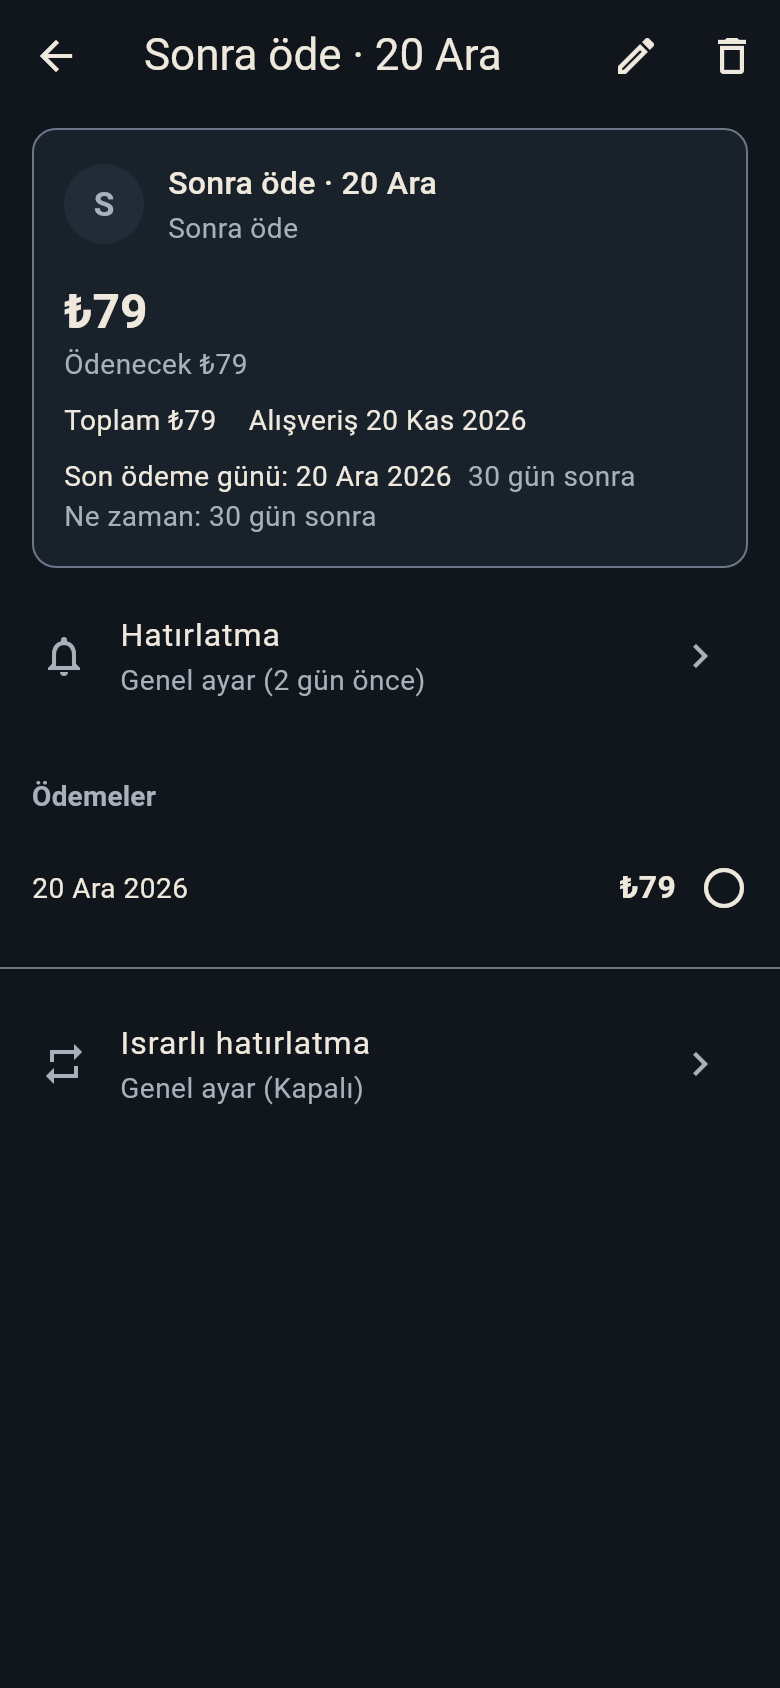 Sonra öde · 20 Ara
S
Sonra öde · 20 Ara
Sonra öde
₺79
Ödenecek ₺79
Toplam ₺79 Alışveriş 20 Kas 2026
Son ödeme günü: 20 Ara 2026 30 gün sonra
Ne zaman: 30 gün sonra
Hatırlatma
Genel ayar (2 gün önce)
Ödemeler
20 Ara 2026 ₺79
Israrlı hatırlatma
Genel ayar (Kapalı)